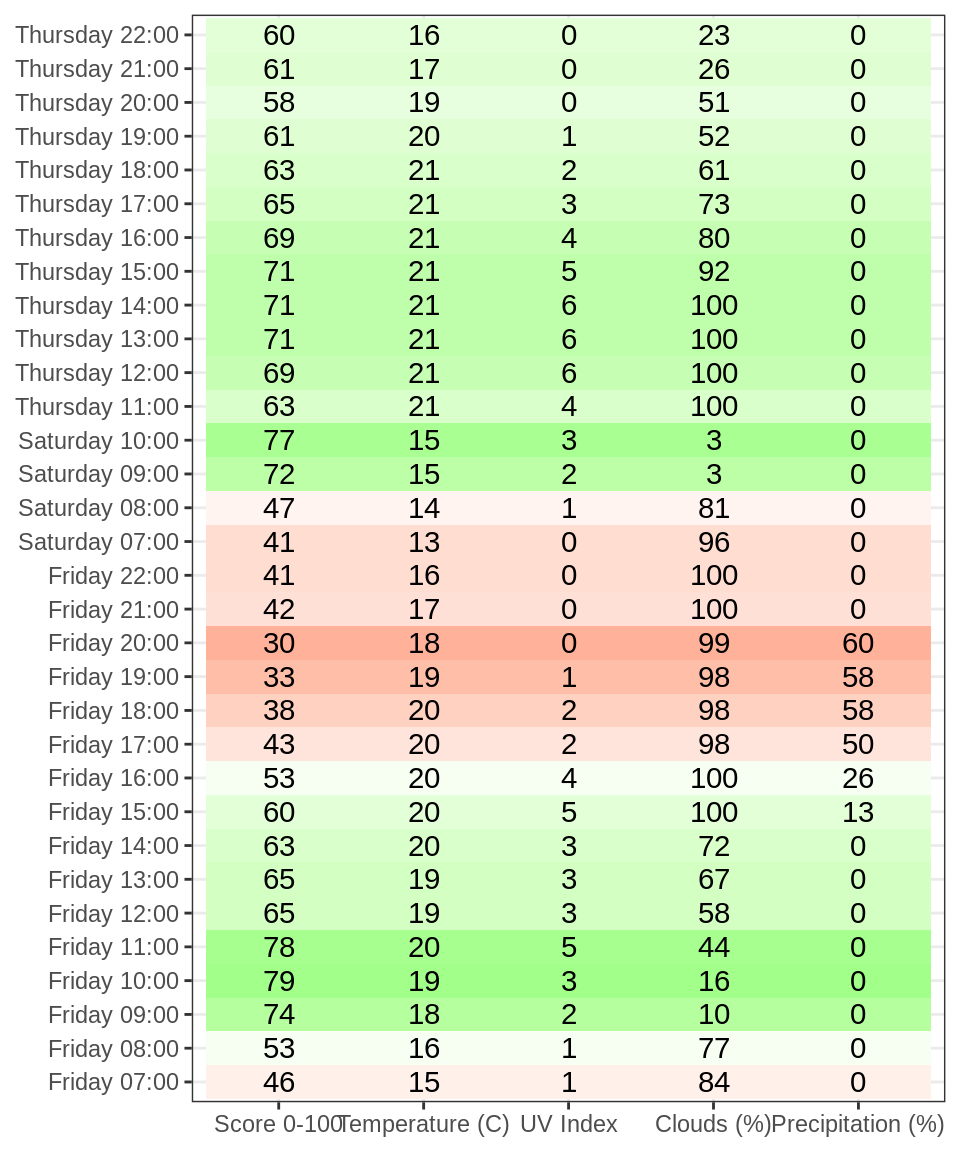 Thursday 22:00 60 16 0 23 0
Thursday 21:00 61 17 0 26 0
Thursday 20:00 58 19 0 51 0
Thursday 19:00 61 20 1 52 0
Thursday 18:00 63 21 2 61 0
Thursday 17:00 65 21 3 73 0
Thursday 16:00 69 21 4 80 0
Thursday 15:00 71 21 5 92 0
Thursday 14:00 71 21 6 100 0
Thursday 13:00 71 21 6 100 0
Thursday 12:00 69 21 6 100 0
Thursday 11:00 63 21 4 100 0
Saturday 10:00 77 15 3 3 0
Saturday 09:00 72 15 2 3 0
Saturday 08:00 47 14 1 81 0
Saturday 07:00 41 13 0 96 0
Friday 22:00 41 16 0 100 0
Friday 21:00 42 17 0 100 0
Friday 20:00 30 18 0 99 60
Friday 19:00 33 19 1 98 58
Friday 18:00 38 20 2 98 58
Friday 17:00 43 20 2 98 50
Friday 16:00 53 20 4 100 26
Friday 15:00 60 20 5 100 13
Friday 14:00 63 20 3 72 0
Friday 13:00 65 19 3 67 0
Friday 12:00 65 19 3 58 0
Friday 11:00 78 20 5 44 0
Friday 10:00 79 19 3 16 0
Friday 09:00 74 18 2 10 0
Friday 08:00 53 16 1 77 0
Friday 07:00 46 15 1 84 0
Score 0-100 Temperature (C) UV Index Clouds (%) Precipitation (%)